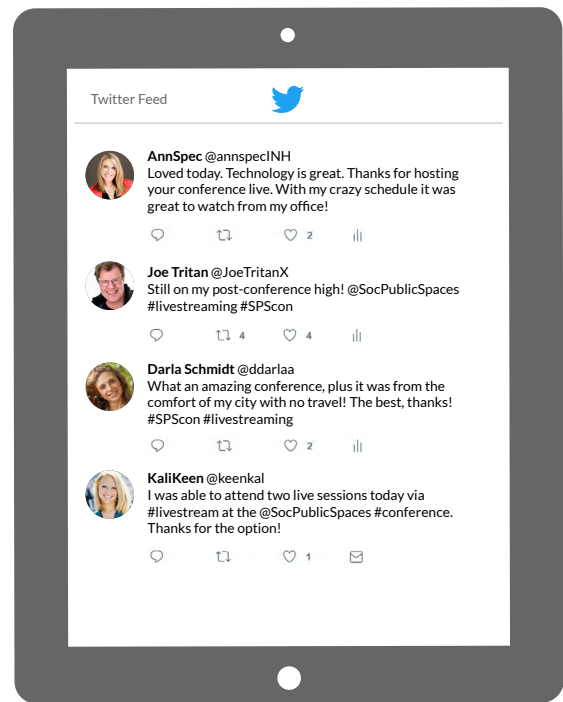 Twitter Feed
AnnSpec @annspecINH
Loved today. Technology is great. Thanks for hosting
your conference live. With my crazy schedule it was
great to watch from my office!
2
Joe Tritan @JoeTritanX
Still on my post-conference high! @SocPublicSpaces
#livestreaming #SPScon
4 4
Darla Schmidt @ddarlaa
What an amazing conference, plus it was from the
comfort of my city with no travel! The best, thanks!
#SPScon #livestreaming
2
KaliKeen @keenkal
I was able to attend two live sessions today via
#livestream at the @SocPublicSpaces #conference.
Thanks for the option!
1